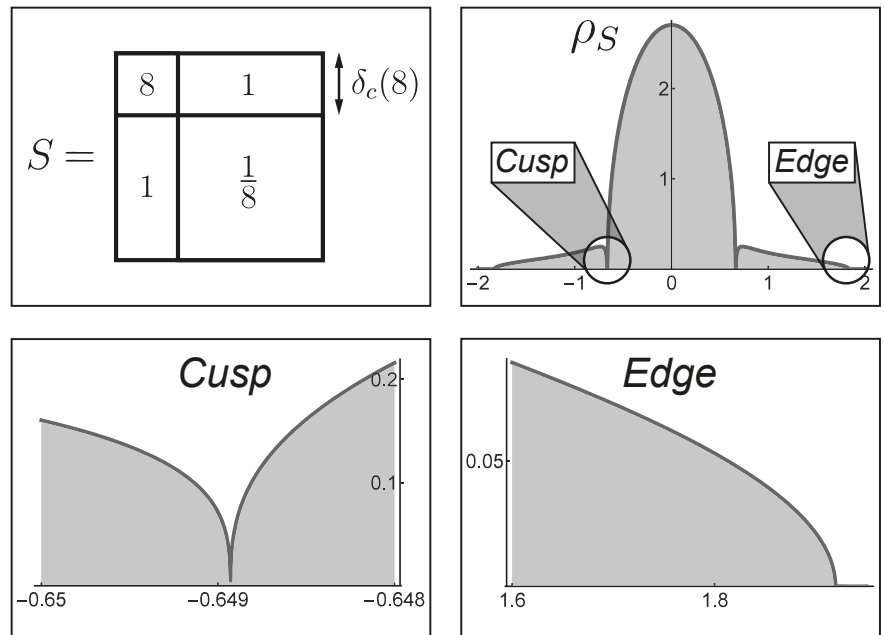 S =
8
1
1
1/8
δc(8)
ρS
2
1
Cusp
Edge
−2
−1
0
1
2
Cusp
0.2
0.1
−0.65
−0.649
−0.648
Edge
0.05
1.6
1.8